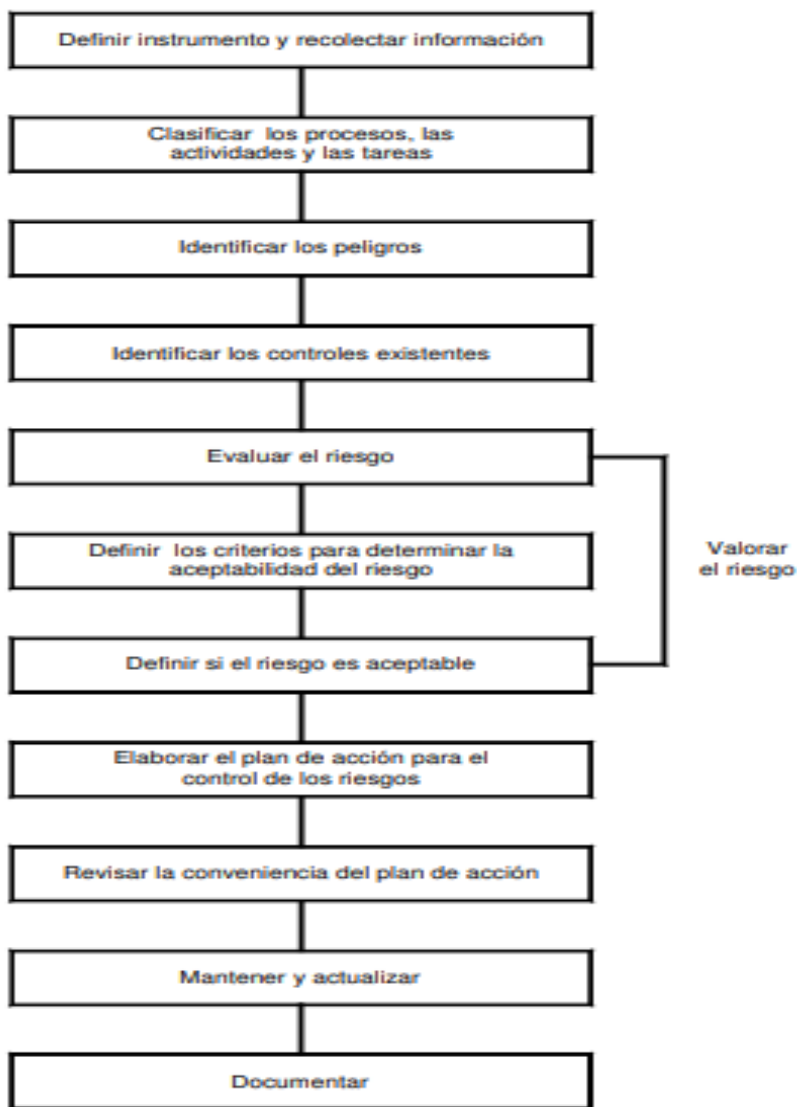 Definir instrumento y recolectar información
Clasificar los procesos, las
actividades y las tareas
Identificar los peligros
Identificar los controles existentes
Evaluar el riesgo
Definir los criterios para determinar la
aceptabilidad del riesgo
Valorar
el riesgo
Definir si el riesgo es aceptable
Elaborar el plan de acción para el
control de los riesgos
Revisar la conveniencia del plan de acción
Mantener y actualizar
Documentar